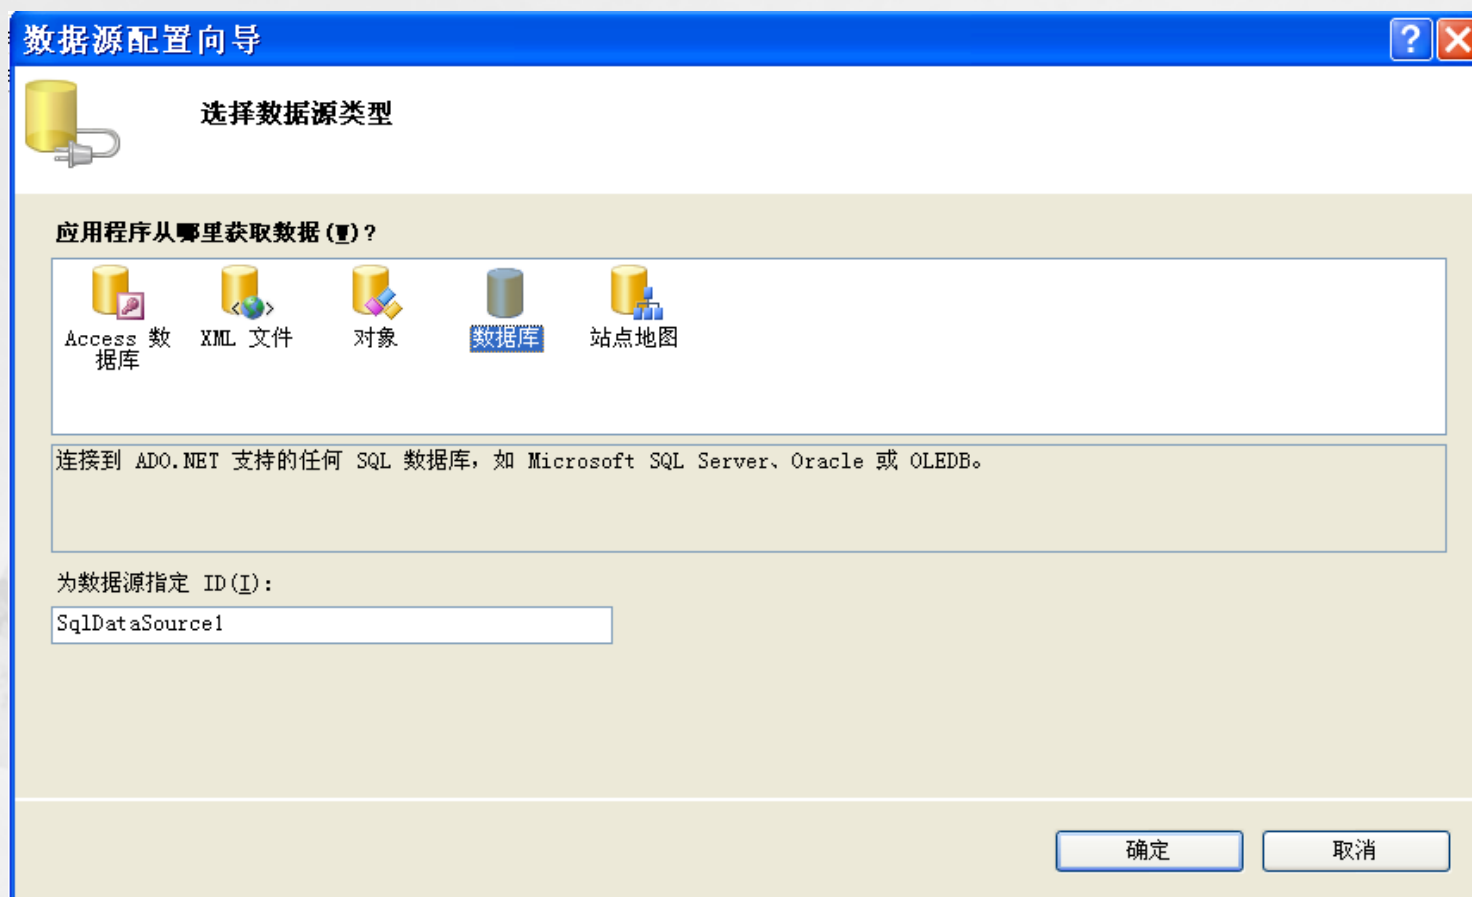 数据源配置向导
选择数据源类型
应用程序从哪里获取数据(W)?
Access 数据库
XML 文件
对象
数据库
站点地图
连接到 ADO.NET 支持的任何 SQL 数据库，如 Microsoft SQL Server、Oracle 或 OLEDB。
为数据源指定 ID(I):
SqlDataSource1
确定
取消